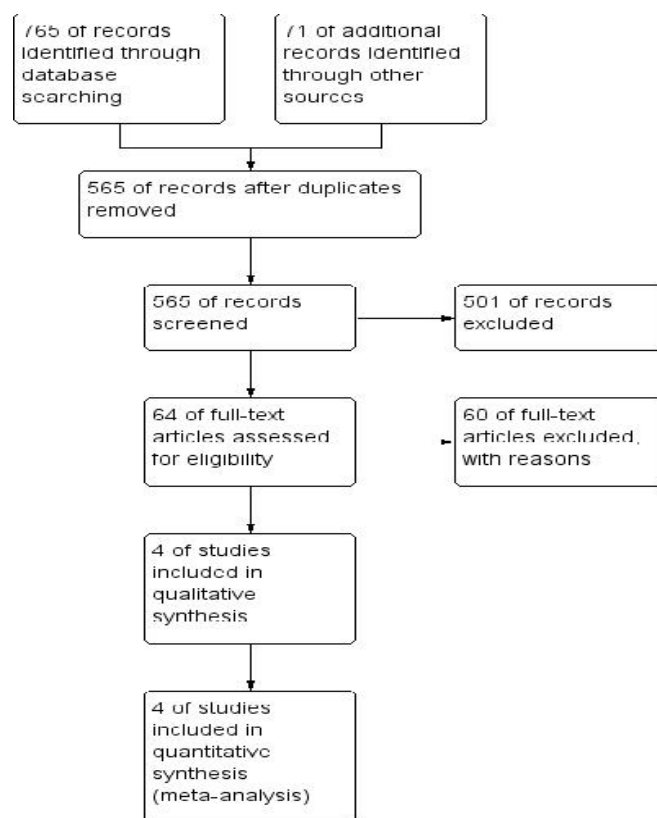 765 of records
identified through
database
searching
71 of additional
records identified
through other
sources
565 of records after duplicates
removed
565 of records
screened
501 of records
excluded
64 of full-text
articles assessed
for eligibility
60 of full-text
articles excluded,
with reasons
4 of studies
included in
qualitative
synthesis
4 of studies
included in
quantitative
synthesis
(meta-analysis)